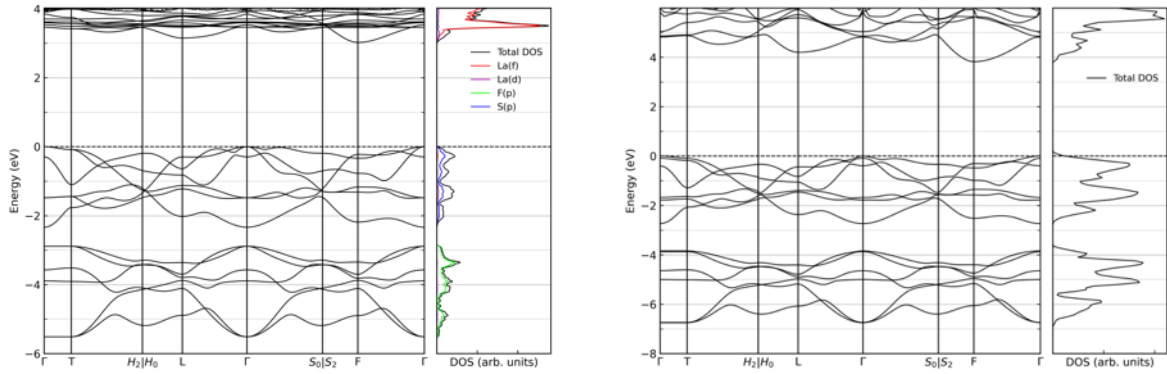 4
2
0
−2
−4
−6
Energy (eV)
Γ T H₂|H₀ L Γ S₀|S₂ F Γ
Total DOS
La(f)
La(d)
F(p)
S(p)
DOS (arb. units)
6
4
2
0
−2
−4
−6
−8
Energy (eV)
Γ T H₂|H₀ L Γ S₀|S₂ F Γ
Total DOS
DOS (arb. units)